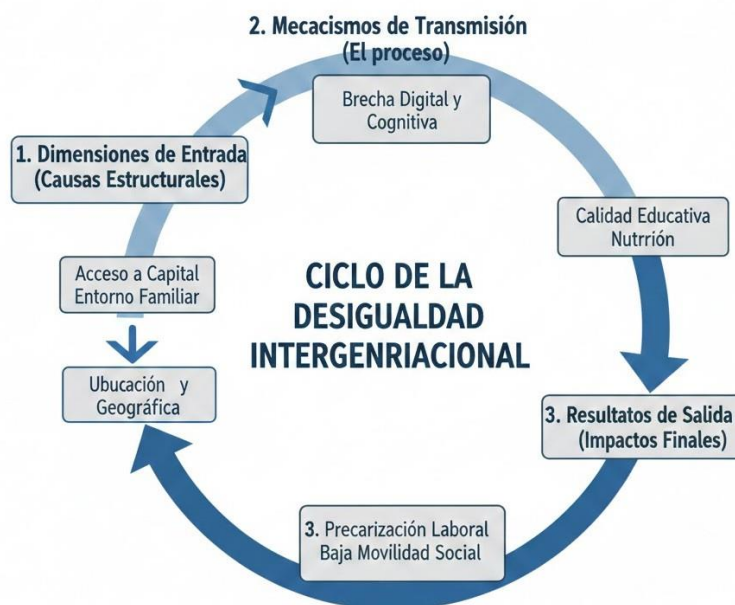 2. Mecacismos de Transmisión
(El proceso)
Brecha Digital y
Cognitiva
1. Dimensiones de Entrada
(Causas Estructurales)
Calidad Educativa
Nutrrión
Acceso a Capital
Entorno Familiar
CICLO DE LA
DESIGUALDAD
INTERGENRIACIONAL
Ubucación y
Geográfica
3. Resultatos de Salida
(Impactos Finales)
3. Precarización Laboral
Baja Movilidad Social